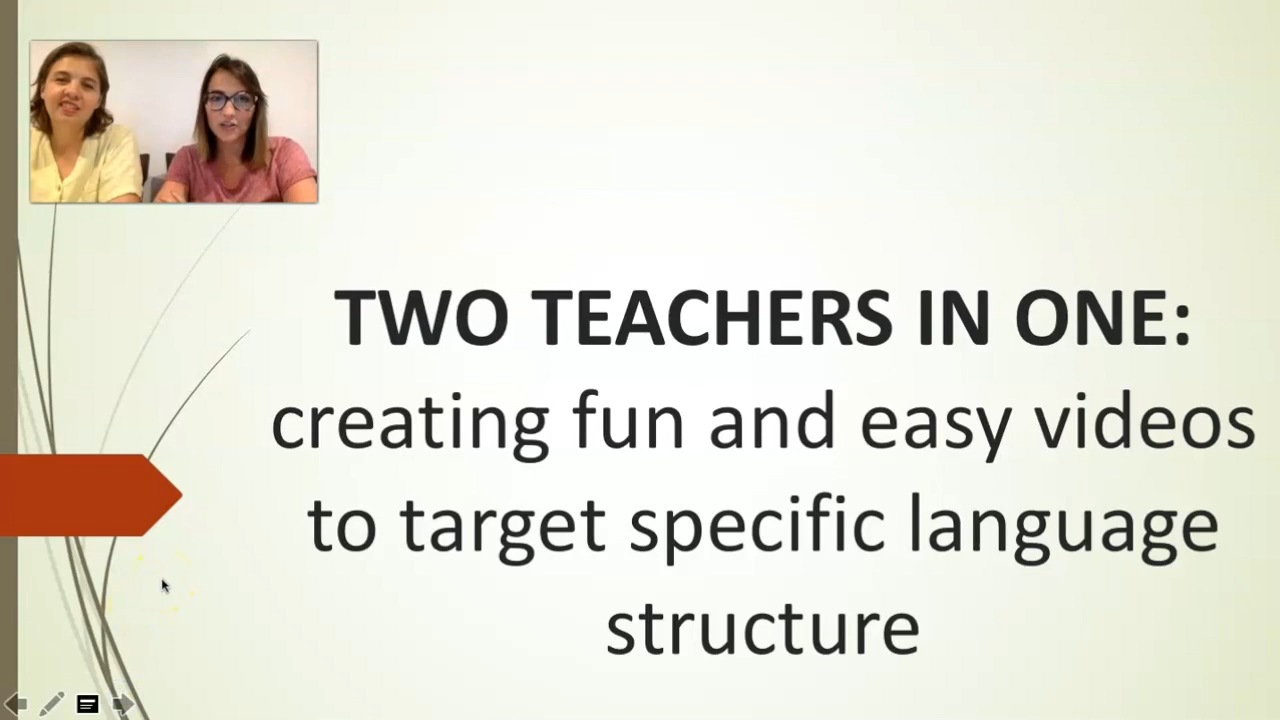 TWO TEACHERS IN ONE:
creating fun and easy videos
to target specific language
structure